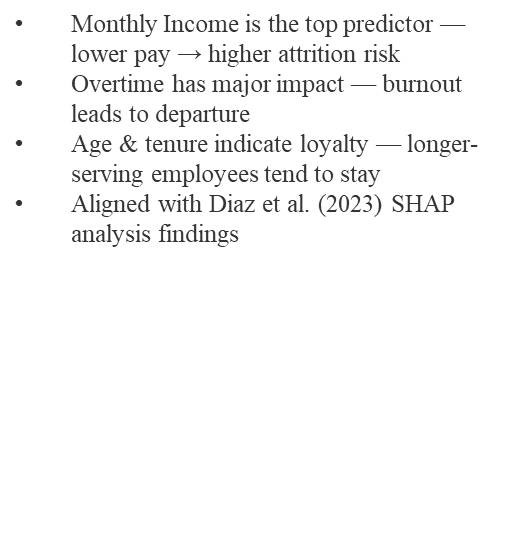 • Monthly Income is the top predictor —
lower pay → higher attrition risk
• Overtime has major impact — burnout
leads to departure
• Age & tenure indicate loyalty — longer-
serving employees tend to stay
• Aligned with Diaz et al. (2023) SHAP
analysis findings